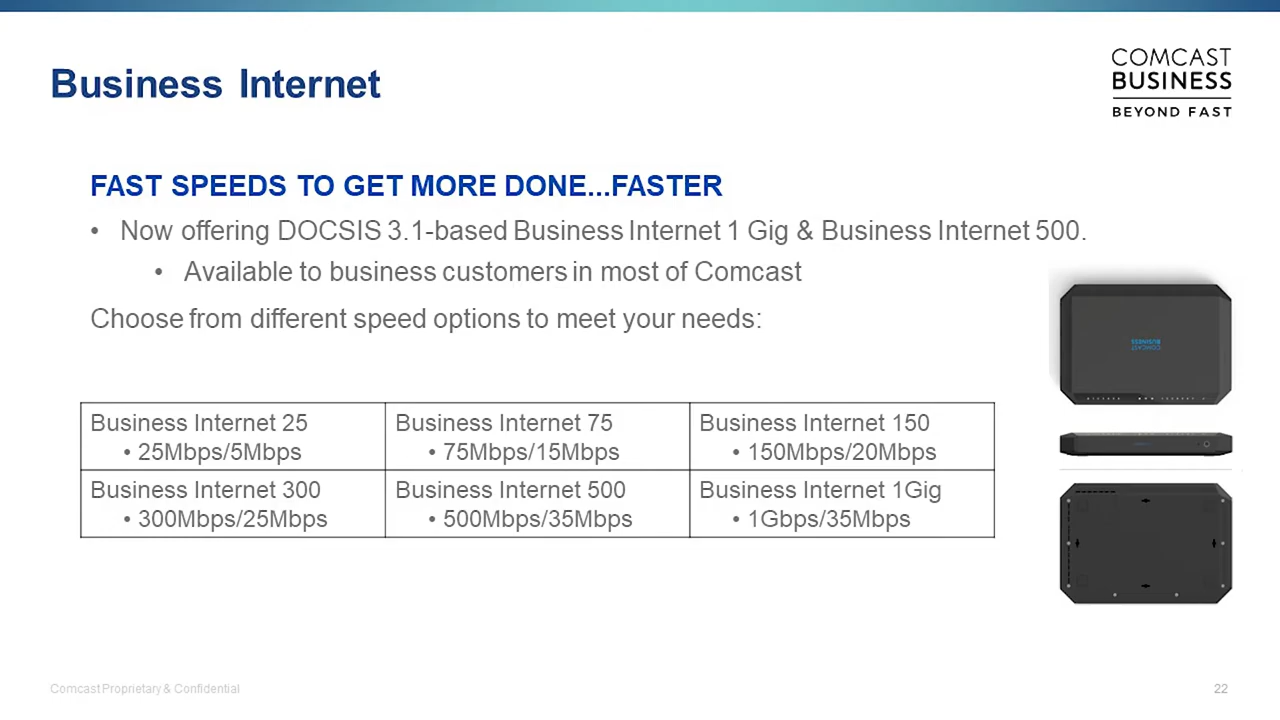 Business Internet
COMCAST
BUSINESS
BEYOND FAST
FAST SPEEDS TO GET MORE DONE...FASTER
• Now offering DOCSIS 3.1-based Business Internet 1 Gig & Business Internet 500.
• Available to business customers in most of Comcast
Choose from different speed options to meet your needs:
Business Internet 25
• 25Mbps/5Mbps
Business Internet 75
• 75Mbps/15Mbps
Business Internet 150
• 150Mbps/20Mbps
Business Internet 300
• 300Mbps/25Mbps
Business Internet 500
• 500Mbps/35Mbps
Business Internet 1Gig
• 1Gbps/35Mbps
COMCAST
BUSINESS
Comcast Proprietary & Confidential
22